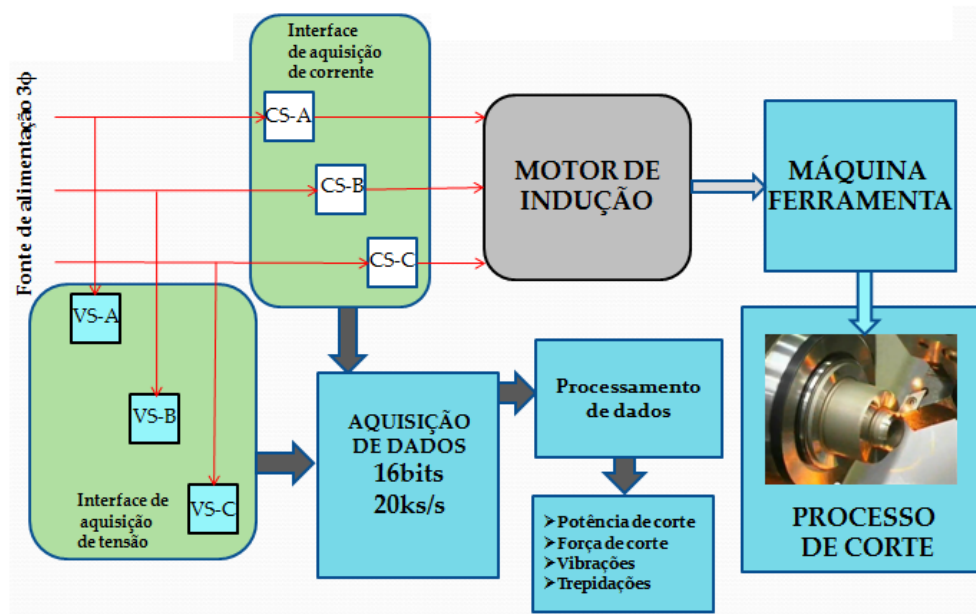 Interface
de aquisição
de corrente
Fonte de alimentação 3ϕ
CS-A
CS-B
CS-C
MOTOR DE
INDUÇÃO
MÁQUINA
FERRAMENTA
VS-A
VS-B
VS-C
Interface de
aquisição
de tensão
AQUISIÇÃO
DE DADOS
16bits
20ks/s
Processamento
de dados
➢Potência de corte
➢Força de corte
➢Vibrações
➢Trepidações
PROCESSO
DE CORTE